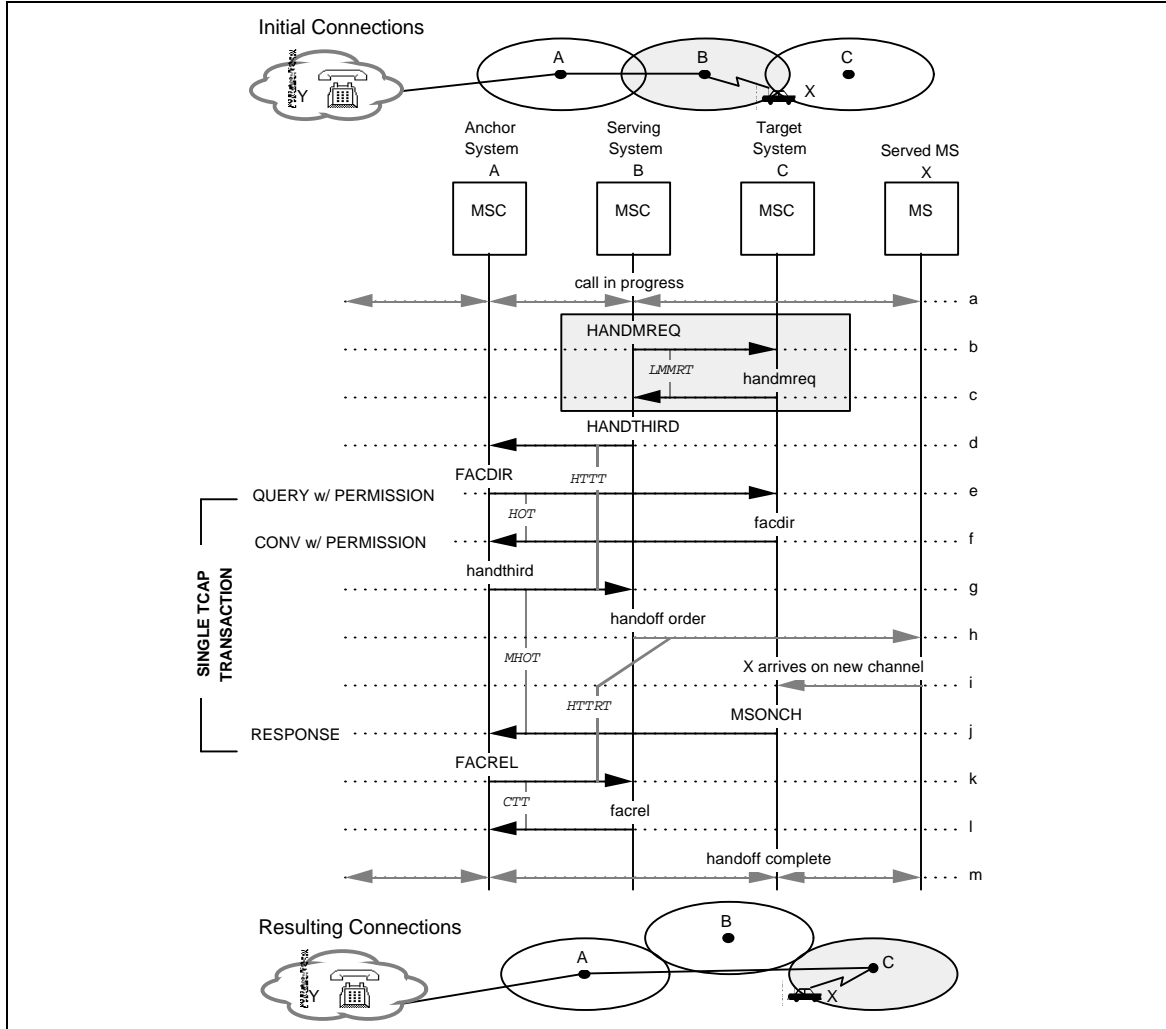 Initial Connections
Y
A
B
C
X
Anchor
System
A
Serving
System
B
Target
System
C
Served MS
X
MSC
MSC
MSC
MS
call in progress
a
HANDMREQ
b
LMMRT
handmreq
c
HANDTHIRD
d
FACDIR
HTTT
QUERY w/ PERMISSION
e
HOT
facdir
CONV w/ PERMISSION
f
SINGLE TCAP
TRANSACTION
handthird
g
handoff order
h
MHOT
X arrives on new channel
i
HTTRT
MSONCH
RESPONSE
j
FACREL
k
CTT
facrel
l
handoff complete
m
Resulting Connections
Y
A
B
C
X